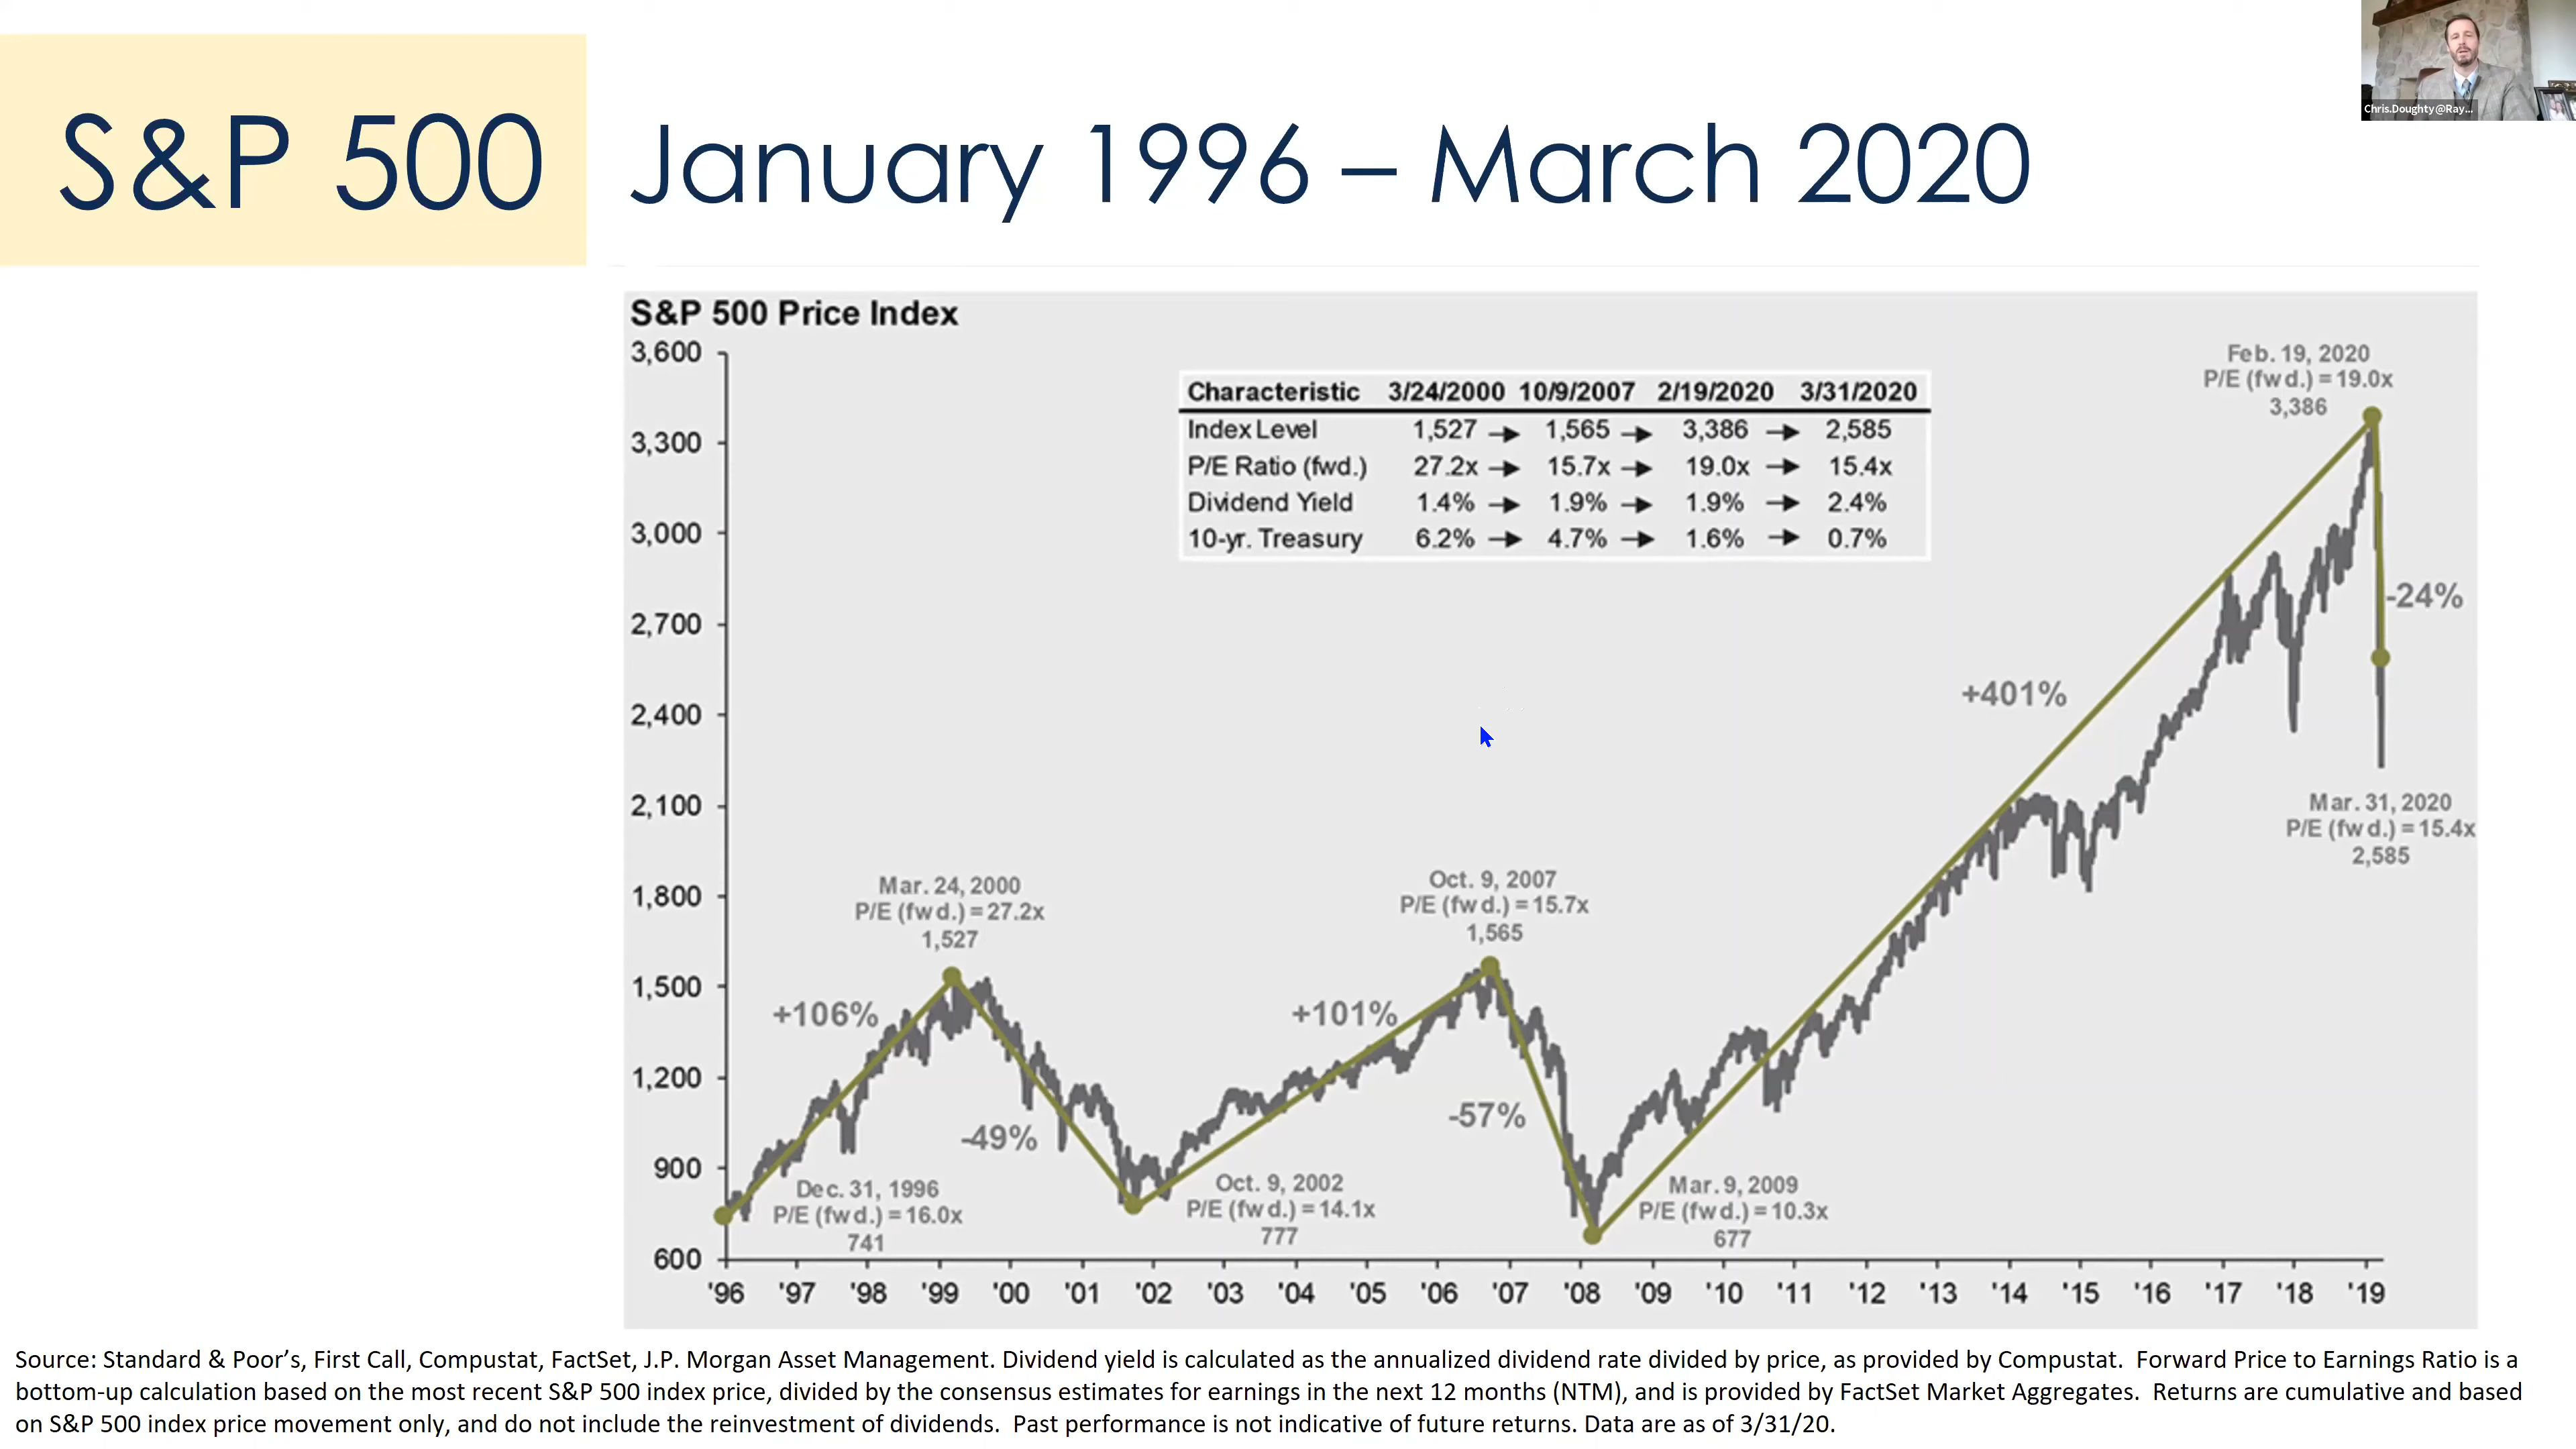 S&P 500 January 1996 – March 2020
Chris.Doughty@Ray...
S&P 500 Price Index
3,600
3,300
3,000
2,700
2,400
2,100
1,800
1,500
1,200
900
600
Characteristic 3/24/2000 10/9/2007 2/19/2020 3/31/2020
Index Level 1,527 → 1,565 → 3,386 → 2,585
P/E Ratio (fwd.) 27.2x → 15.7x → 19.0x → 15.4x
Dividend Yield 1.4% → 1.9% → 1.9% → 2.4%
10-yr. Treasury 6.2% → 4.7% → 1.6% → 0.7%
Feb. 19, 2020
P/E (fwd.) = 19.0x
3,386
-24%
+401%
Mar. 31, 2020
P/E (fwd.) = 15.4x
2,585
Mar. 24, 2000
P/E (fwd.) = 27.2x
1,527
Oct. 9, 2007
P/E (fwd.) = 15.7x
1,565
+106%
+101%
-49%
-57%
Dec. 31, 1996
P/E (fwd.) = 16.0x
741
Oct. 9, 2002
P/E (fwd.) = 14.1x
777
Mar. 9, 2009
P/E (fwd.) = 10.3x
677
'96 '97 '98 '99 '00 '01 '02 '03 '04 '05 '06 '07 '08 '09 '10 '11 '12 '13 '14 '15 '16 '17 '18 '19
Source: Standard & Poor’s, First Call, Compustat, FactSet, J.P. Morgan Asset Management. Dividend yield is calculated as the annualized dividend rate divided by price, as provided by Compustat. Forward Price to Earnings Ratio is a
bottom-up calculation based on the most recent S&P 500 index price, divided by the consensus estimates for earnings in the next 12 months (NTM), and is provided by FactSet Market Aggregates. Returns are cumulative and based
on S&P 500 index price movement only, and do not include the reinvestment of dividends. Past performance is not indicative of future returns. Data are as of 3/31/20.